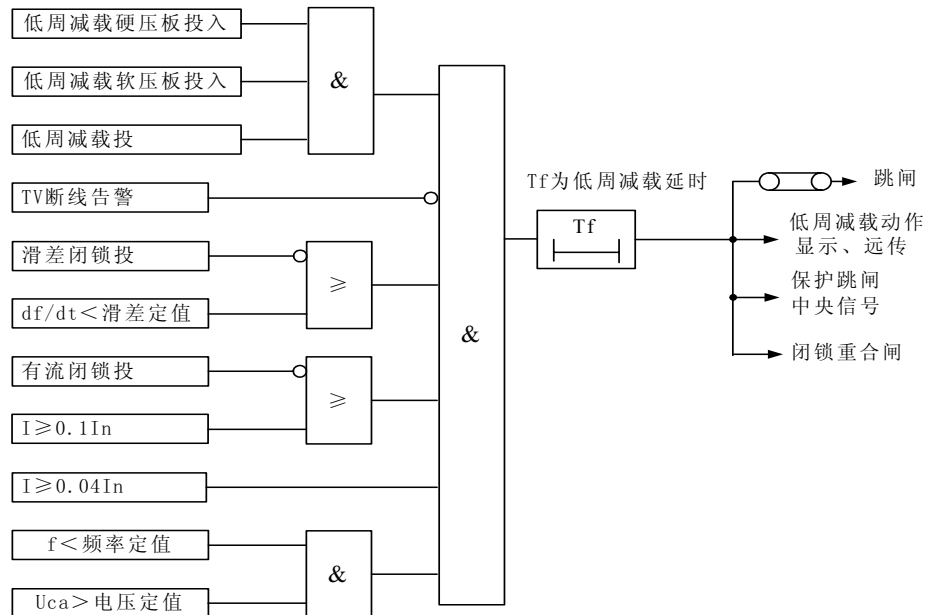 低周减载硬压板投入
低周减载软压板投入
&
低周减载投
TV断线告警
滑差闭锁投
≥
df/dt＜滑差定值
有流闭锁投
≥
I≥0.1In
I≥0.04In
f＜频率定值
&
Uca＞电压定值
&
Tf为低周减载延时
Tf
跳闸
低周减载动作
显示、远传
保护跳闸
中央信号
闭锁重合闸